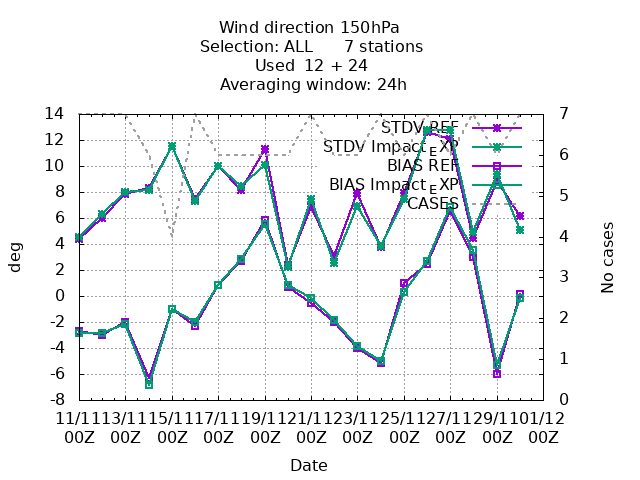 Wind direction 150hPa
Selection: ALL 7 stations
Used 12 + 24
Averaging window: 24h
14
12
10
8
6
4
2
0
-2
-4
-6
-8
deg
STDV REF
STDV Impact_EXP
BIAS REF
BIAS Impact_EXP
CASES
7
6
5
4
3
2
1
0
No cases
11/11 13/11 15/11 17/11 19/11 21/11 23/11 25/11 27/11 29/11 01/12
00Z 00Z 00Z 00Z 00Z 00Z 00Z 00Z 00Z 00Z 00Z
Date